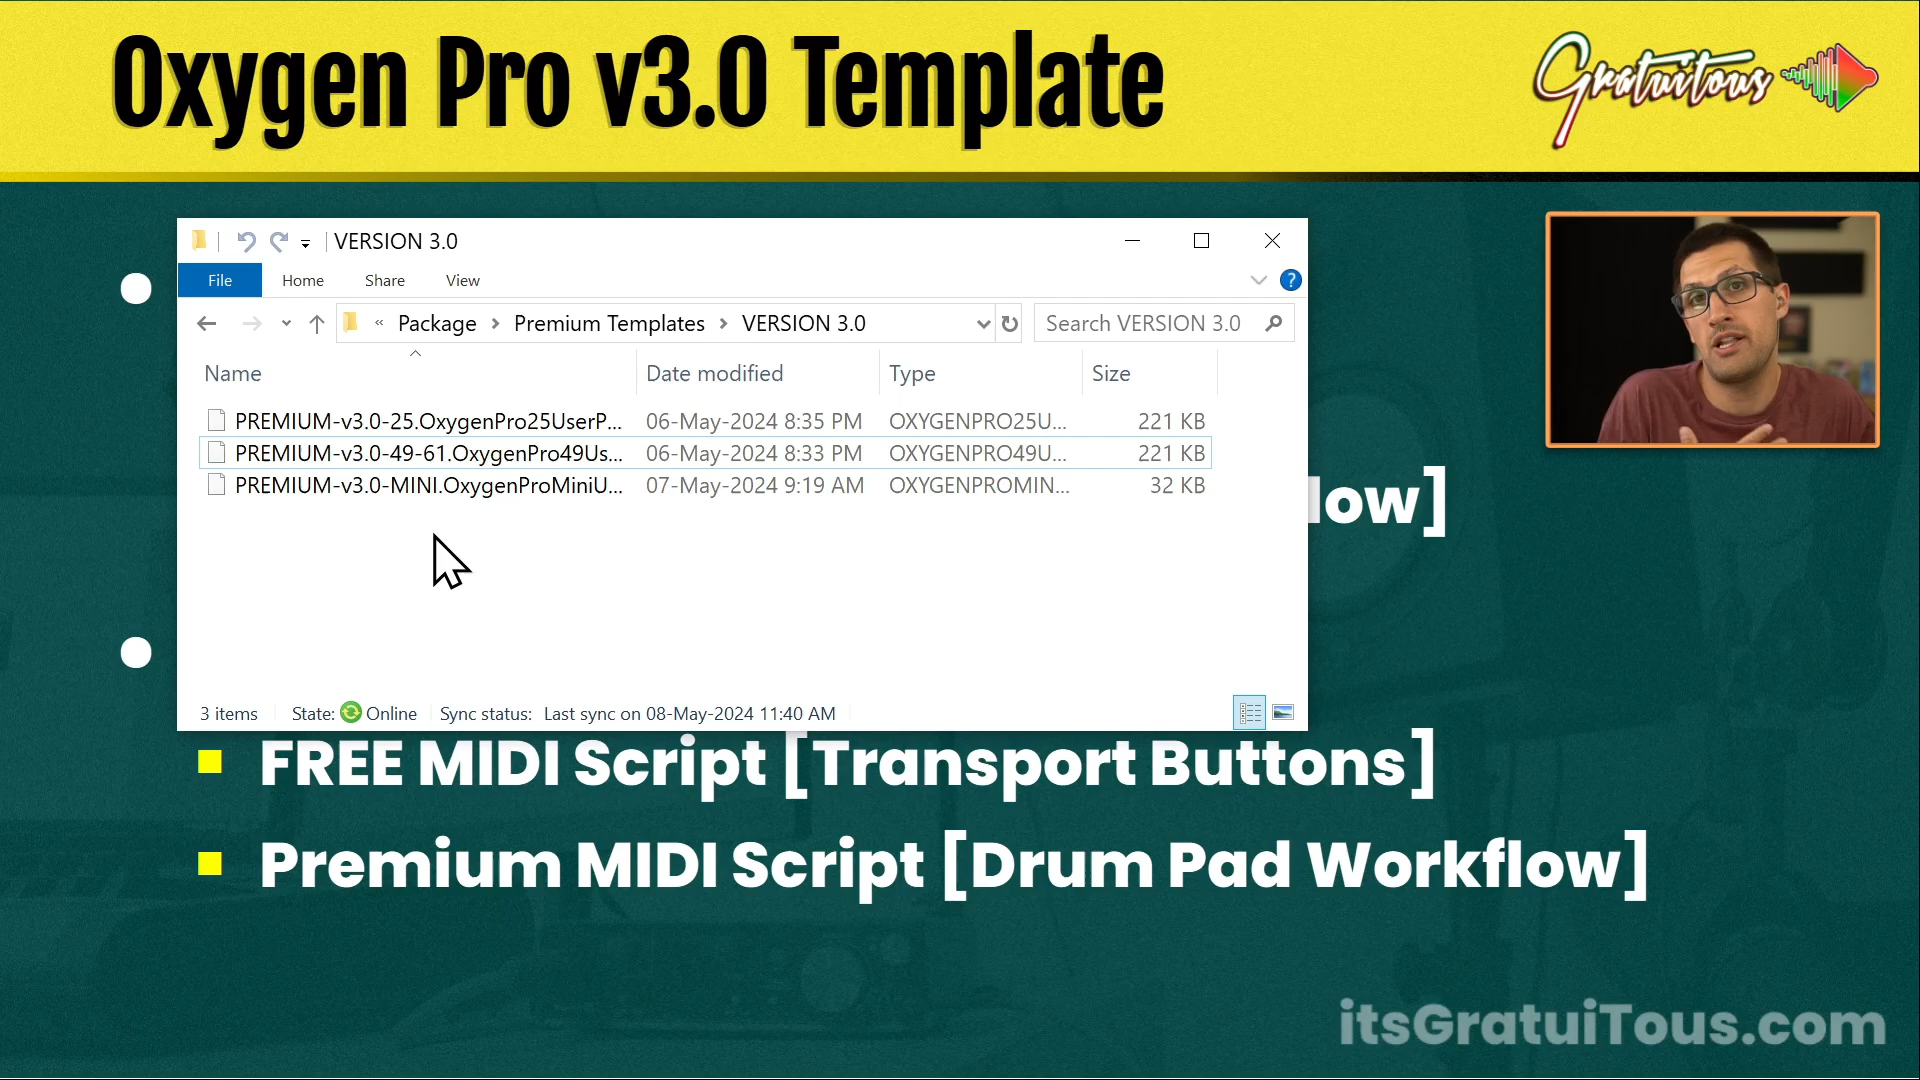 Oxygen Pro v3.0 Template
Gratuitous
VERSION 3.0
File Home Share View
?
« Package > Premium Templates > VERSION 3.0
Search VERSION 3.0
Name Date modified Type Size
PREMIUM-v3.0-25.OxygenPro25UserP... 06-May-2024 8:35 PM OXYGENPRO25U... 221 KB
PREMIUM-v3.0-49-61.OxygenPro49Us... 06-May-2024 8:33 PM OXYGENPRO49U... 221 KB
PREMIUM-v3.0-MINI.OxygenProMiniU... 07-May-2024 9:19 AM OXYGENPROMIN... 32 KB
low]
3 items State: Online Sync status: Last sync on 08-May-2024 11:40 AM
FREE MIDI Script [Transport Buttons]
Premium MIDI Script [Drum Pad Workflow]
itsGratuiTous.com